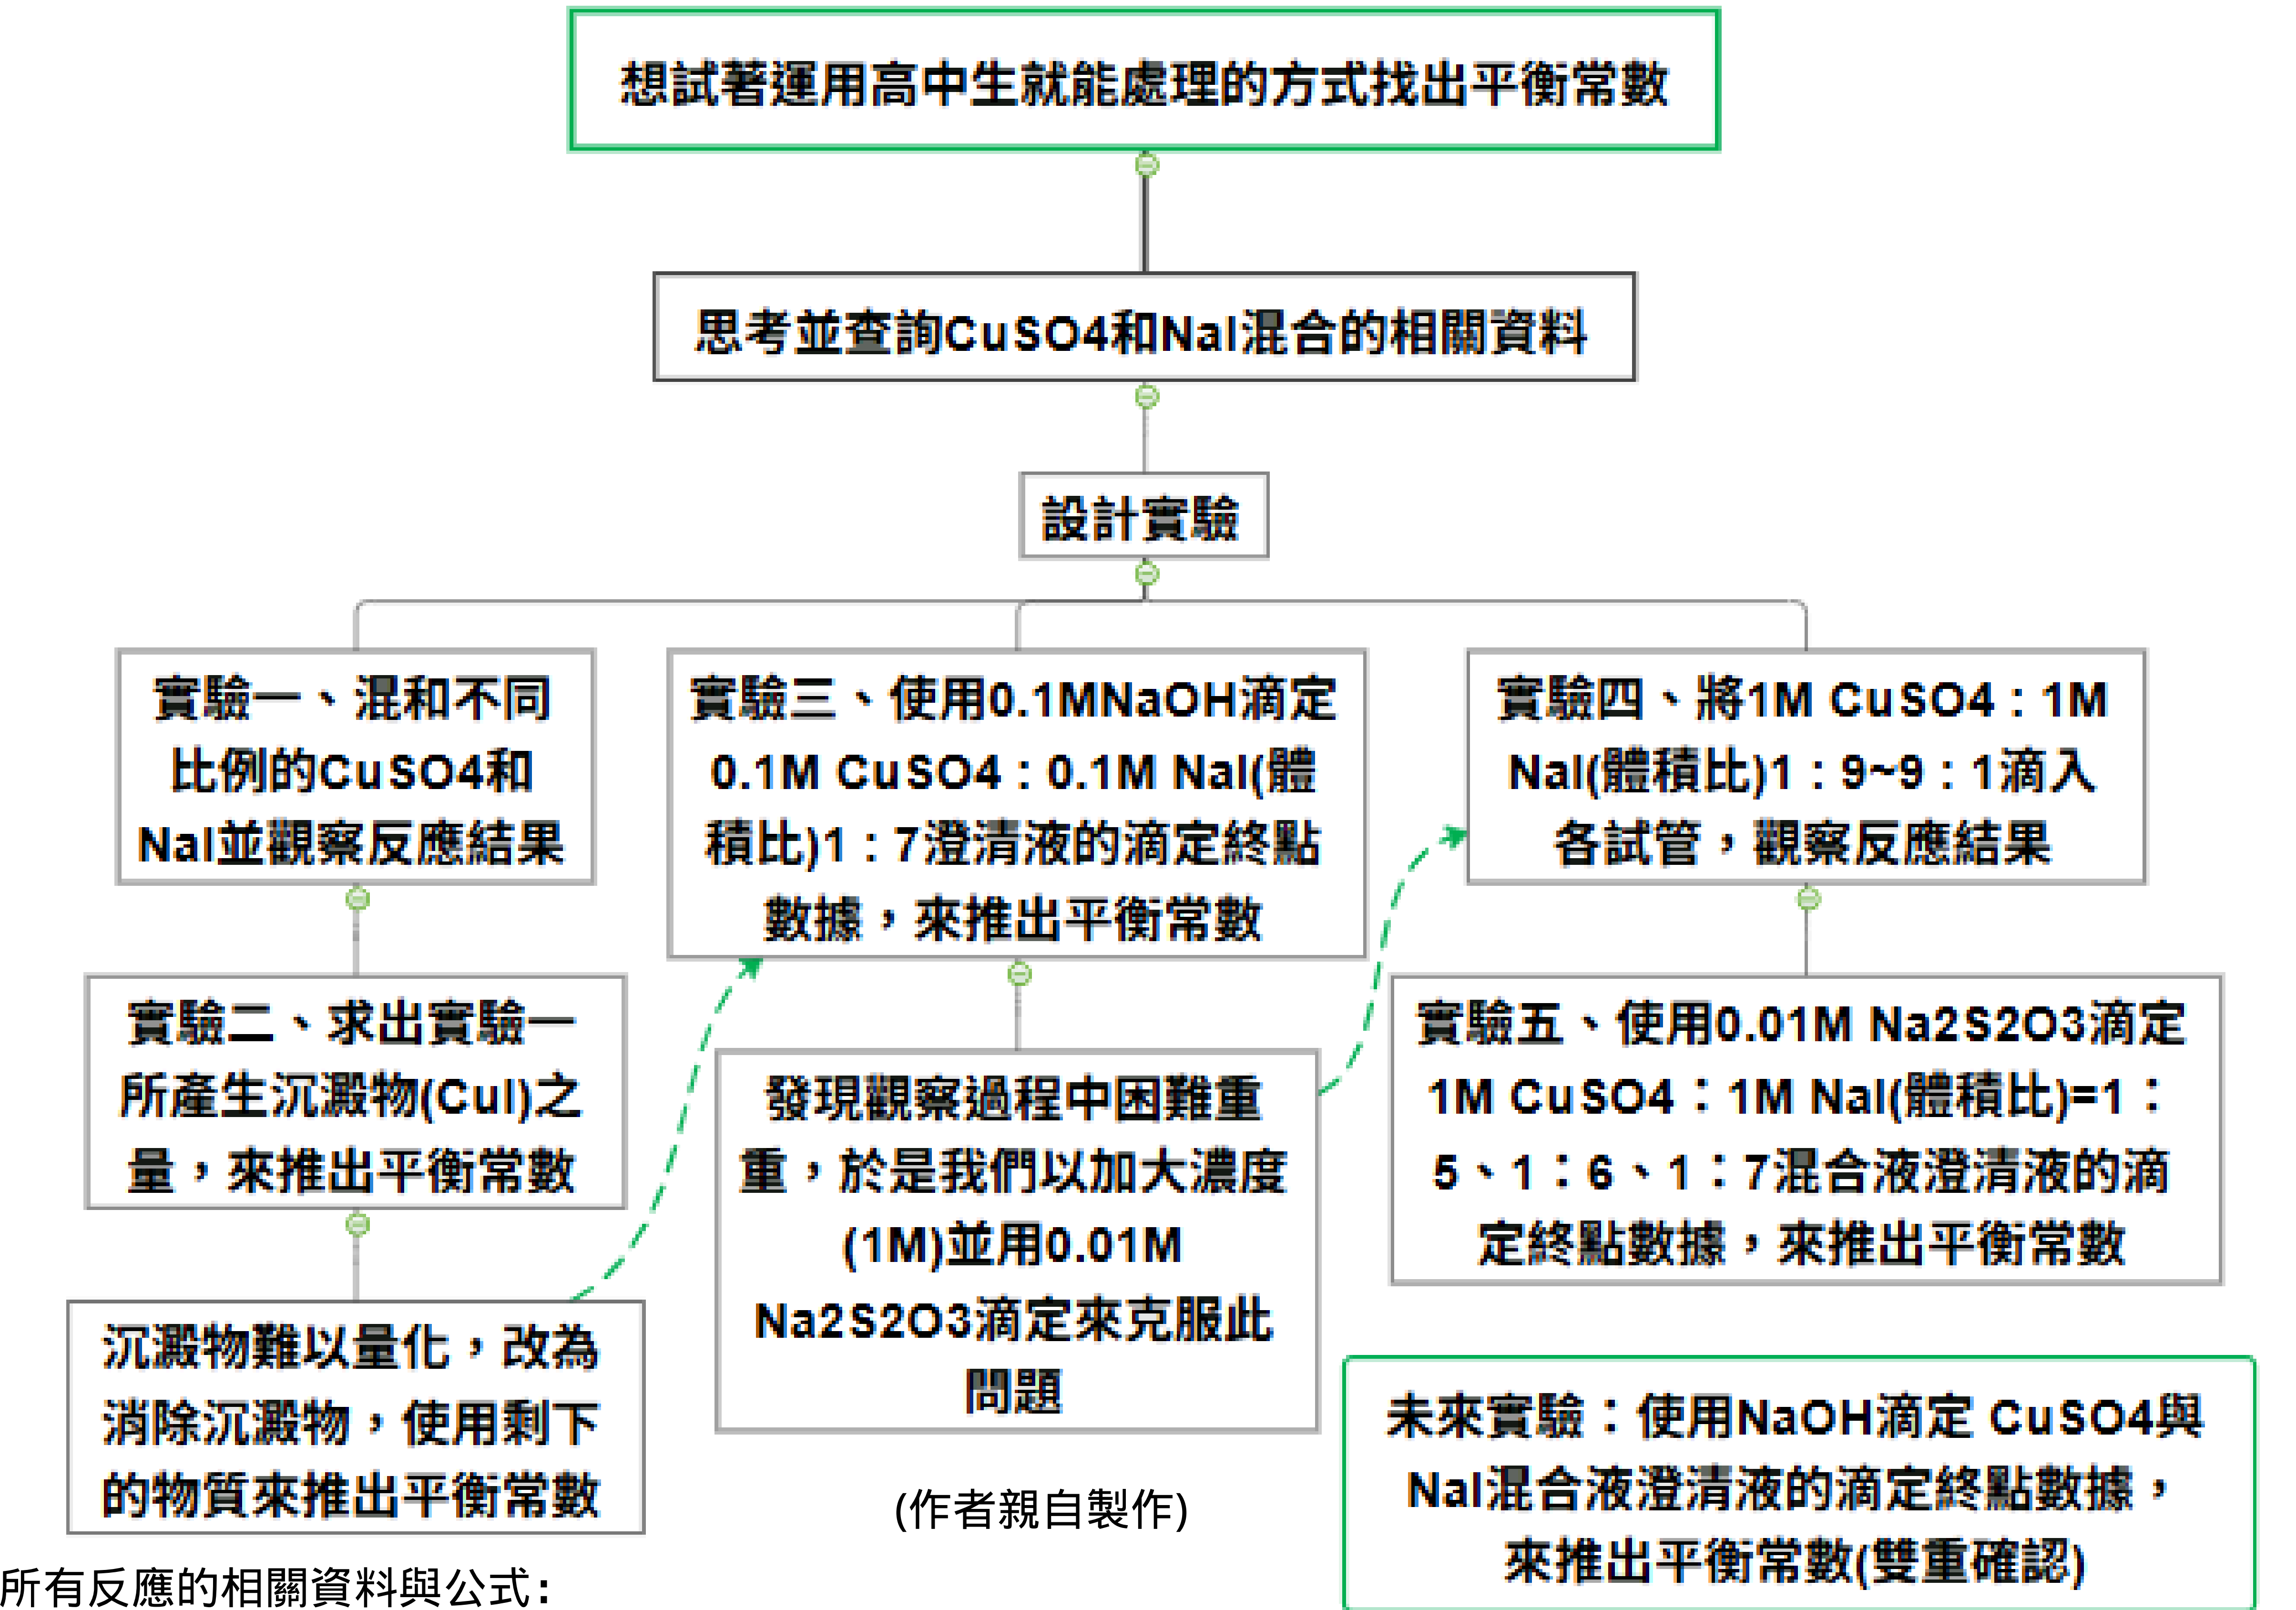 想試著運用高中生就能處理的方式找出平衡常數
思考並查詢CuSO4和NaI混合的相關資料
設計實驗
實驗一、混和不同
比例的CuSO4和
NaI並觀察反應結果
實驗二、求出實驗一
所產生沉澱物(CuI)之
量，來推出平衡常數
沉澱物難以量化，改為
消除沉澱物，使用剩下
的物質來推出平衡常數
實驗三、使用0.1MNaOH滴定
0.1M CuSO4：0.1M NaI(體
積比)1：7澄清液的滴定終點
數據，來推出平衡常數
發現觀察過程中困難重
重，於是我們以加大濃度
(1M)並用0.01M
Na2S2O3滴定來克服此
問題
實驗四、將1M CuSO4：1M
NaI(體積比)1：9~9：1滴入
各試管，觀察反應結果
實驗五、使用0.01M Na2S2O3滴定
1M CuSO4：1M NaI(體積比)=1：
5、1：6、1：7混合液澄清液的滴
定終點數據，來推出平衡常數
未來實驗：使用NaOH滴定 CuSO4與
NaI混合液澄清液的滴定終點數據，
來推出平衡常數(雙重確認)
(作者親自製作)
所有反應的相關資料與公式: